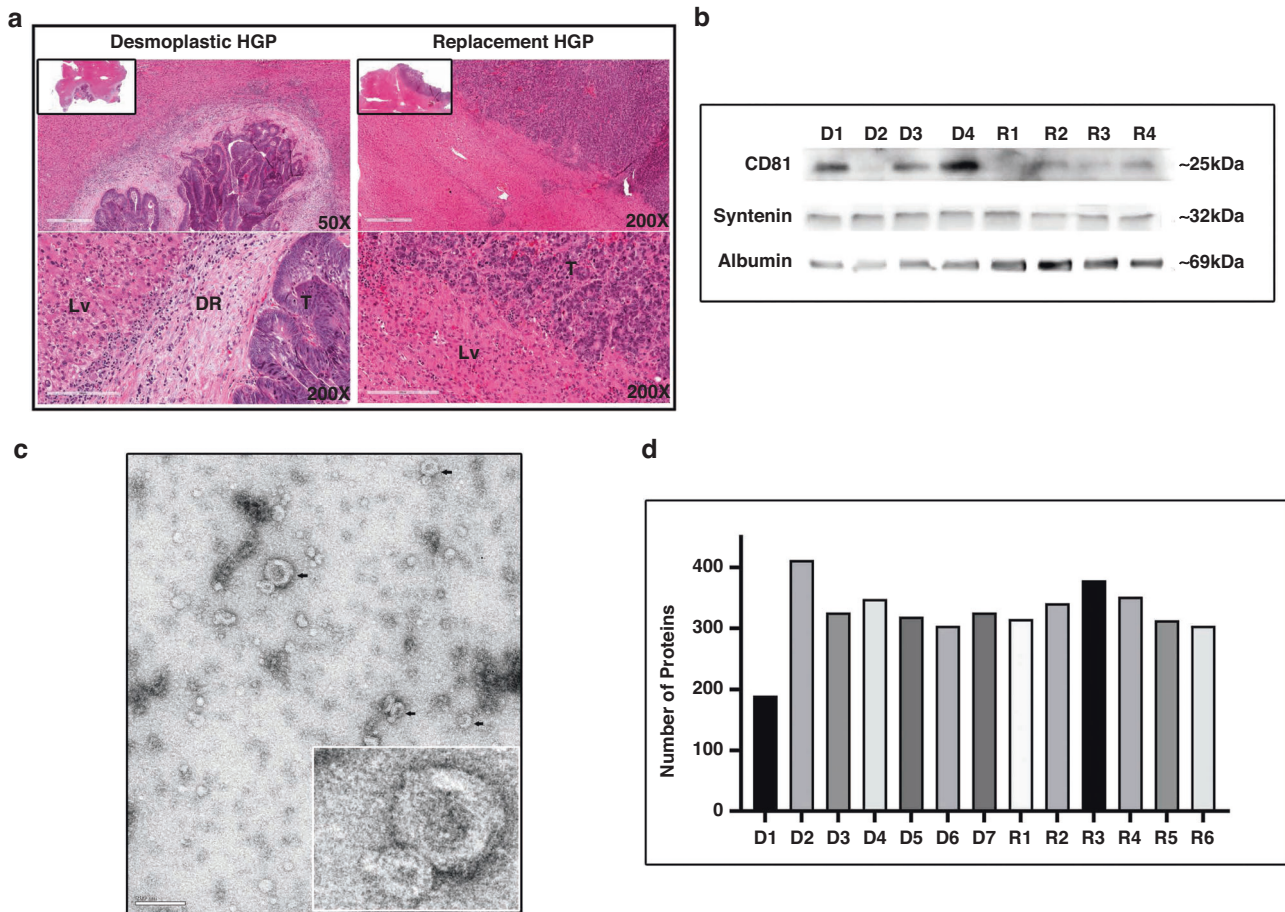 a
Desmoplastic HGP
Replacement HGP
50X
200X
Lv
DR
T
200X
T
Lv
200X
b
D1 D2 D3 D4 R1 R2 R3 R4
CD81 ~25kDa
Syntenin ~32kDa
Albumin ~69kDa
c
d
Number of Proteins
400
300
200
100
0
D1 D2 D3 D4 D5 D6 D7 R1 R2 R3 R4 R5 R6